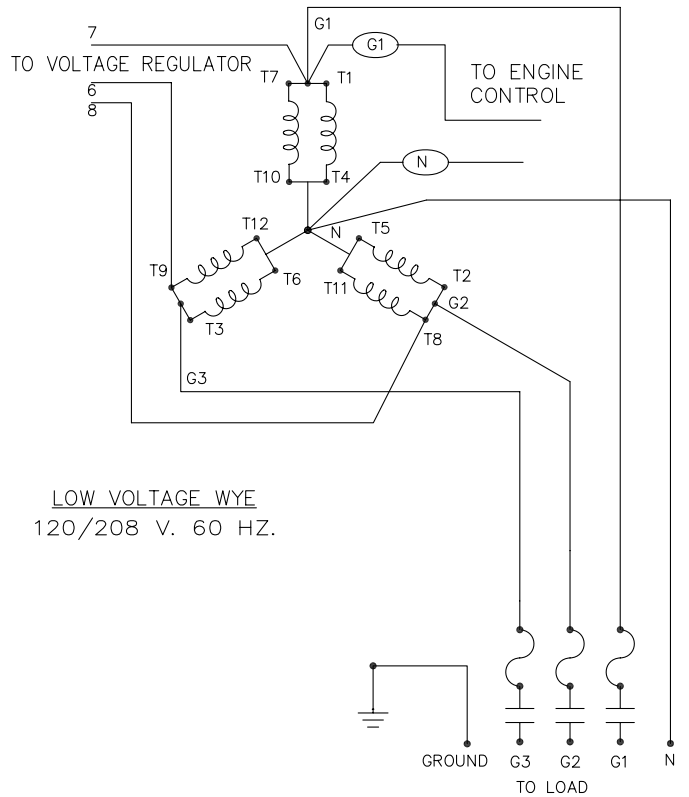 G1
7
G1
TO VOLTAGE REGULATOR
T7 T1
TO ENGINE
CONTROL
6
8
N
T10 T4
N
T12
T5
T9
T6
T11
T2
G2
T3
T8
G3
LOW VOLTAGE WYE
120/208 V. 60 HZ.
GROUND G3 G2 G1 N
TO LOAD